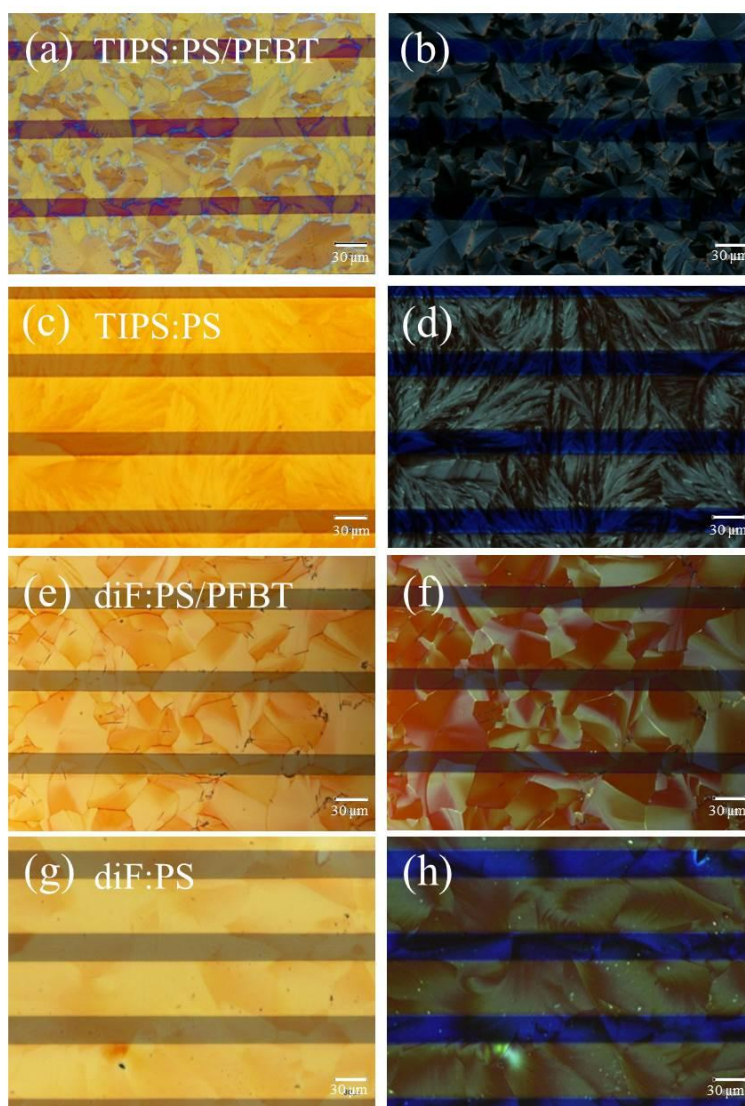 (a) TIPS:PS/PFBT
30 μm
(b)
30 μm
(c) TIPS:PS
30 μm
(d)
30 μm
(e) diF:PS/PFBT
30 μm
(f)
30 μm
(g) diF:PS
30 μm
(h)
30 μm